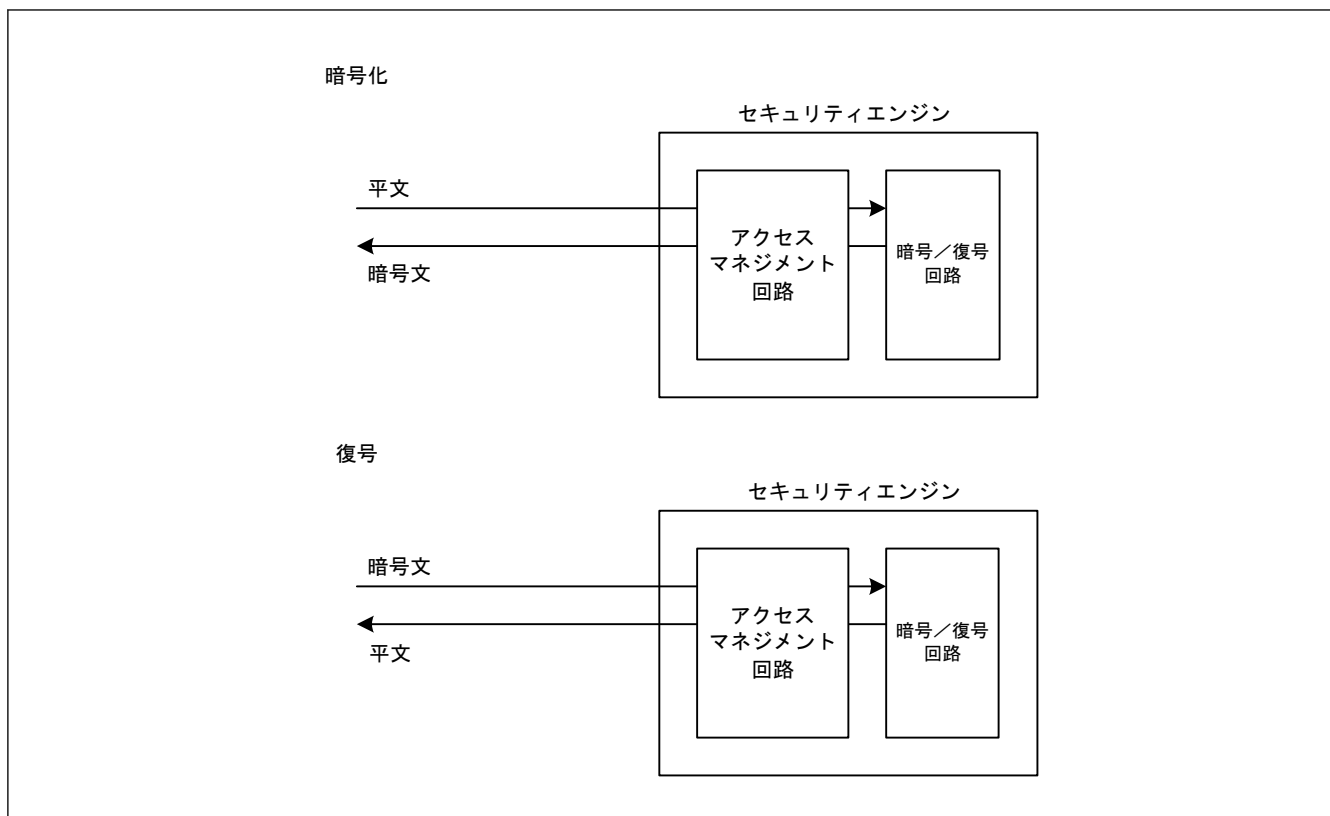 暗号化
セキュリティエンジン
平文
暗号文
アクセス
マネジメント
回路
暗号／復号
回路
復号
セキュリティエンジン
暗号文
平文
アクセス
マネジメント
回路
暗号／復号
回路